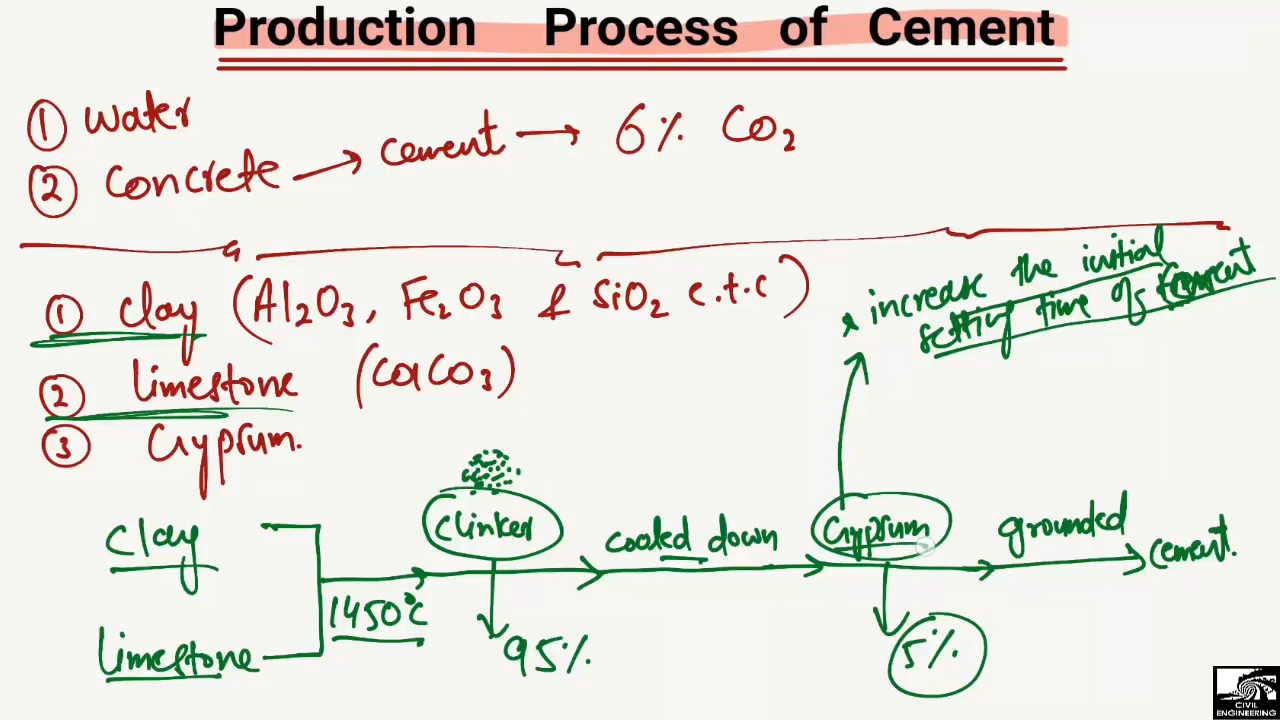 Production Process of Cement
① Water
② Concrete → cement → 6% CO2
① clay (Al2O3, Fe2O3 & SiO2 e.t.c)
② limestone (CaCO3)
③ Gyprum.
* increase the initial
setting time of cement
clay
limestone
1450°C
Clinker
95%
cooled down
Gyprum
5%
grounded
cement.
CIVIL
ENGINEERING